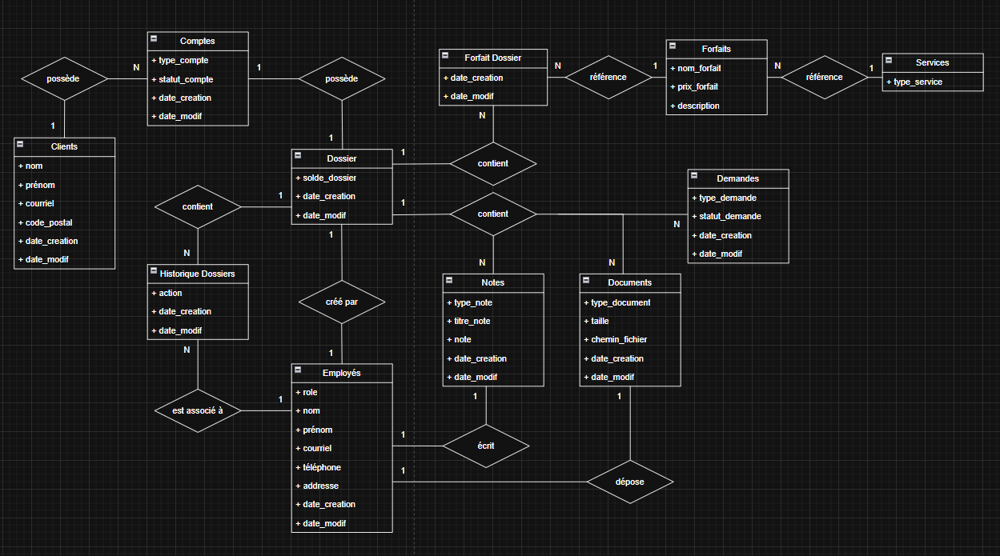 Comptes
+ type_compte
+ statut_compte
+ date_creation
+ date_modif
possède
N
1
1
possède
1
Clients
+ nom
+ prénom
+ courriel
+ code_postal
+ date_creation
+ date_modif
Forfait Dossier
+ date_creation
+ date_modif
N
référence
1
Forfaits
+ nom_forfait
+ prix_forfait
+ description
N
référence
1
Services
+ type_service
N
contient
1
Dossier
+ solde_dossier
+ date_creation
+ date_modif
1
contient
1
N
Demandes
+ type_demande
+ statut_demande
+ date_creation
+ date_modif
1
contient
N
Historique Dossiers
+ action
+ date_creation
+ date_modif
N
1
créé par
1
N
Notes
+ type_note
+ titre_note
+ note
+ date_creation
+ date_modif
1
N
Documents
+ type_document
+ taille
+ chemin_fichier
+ date_creation
+ date_modif
1
est associé à
1
Employés
+ role
+ nom
+ prénom
+ courriel
+ téléphone
+ addresse
+ date_creation
+ date_modif
1
écrit
1
dépose